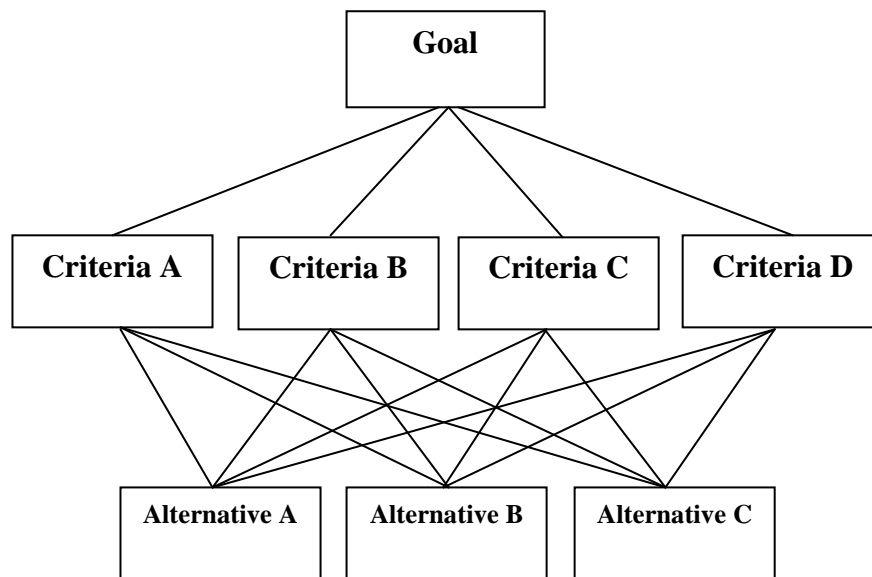 Goal
Criteria A
Criteria B
Criteria C
Criteria D
Alternative A
Alternative B
Alternative C